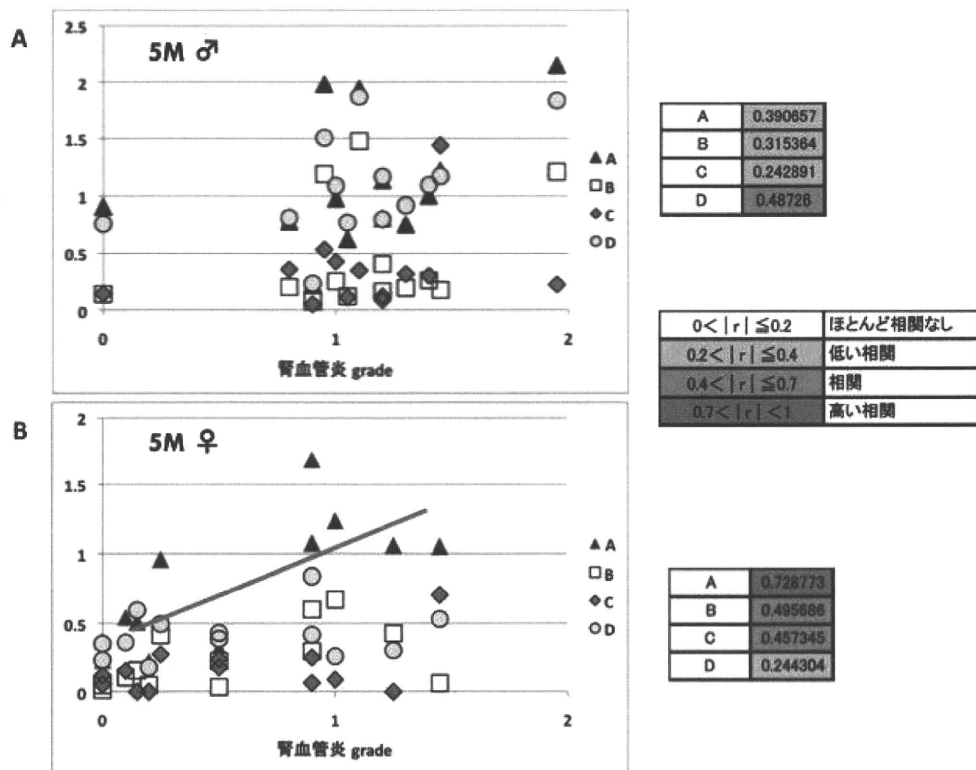 A
5M ♂
2.5
2
1.5
1
0.5
0
0 1 2
腎血管炎 grade
A
B
C
D
A 0.390657
B 0.315364
C 0.242891
D 0.48726
0<|r|≦0.2 ほとんど相関なし
0.2<|r|≦0.4 低い相関
0.4<|r|≦0.7 相関
0.7<|r|<1 高い相関
B
5M ♀
2
1.5
1
0.5
0
0 1 2
腎血管炎 grade
A
B
C
D
A 0.728773
B 0.495686
C 0.457345
D 0.244304